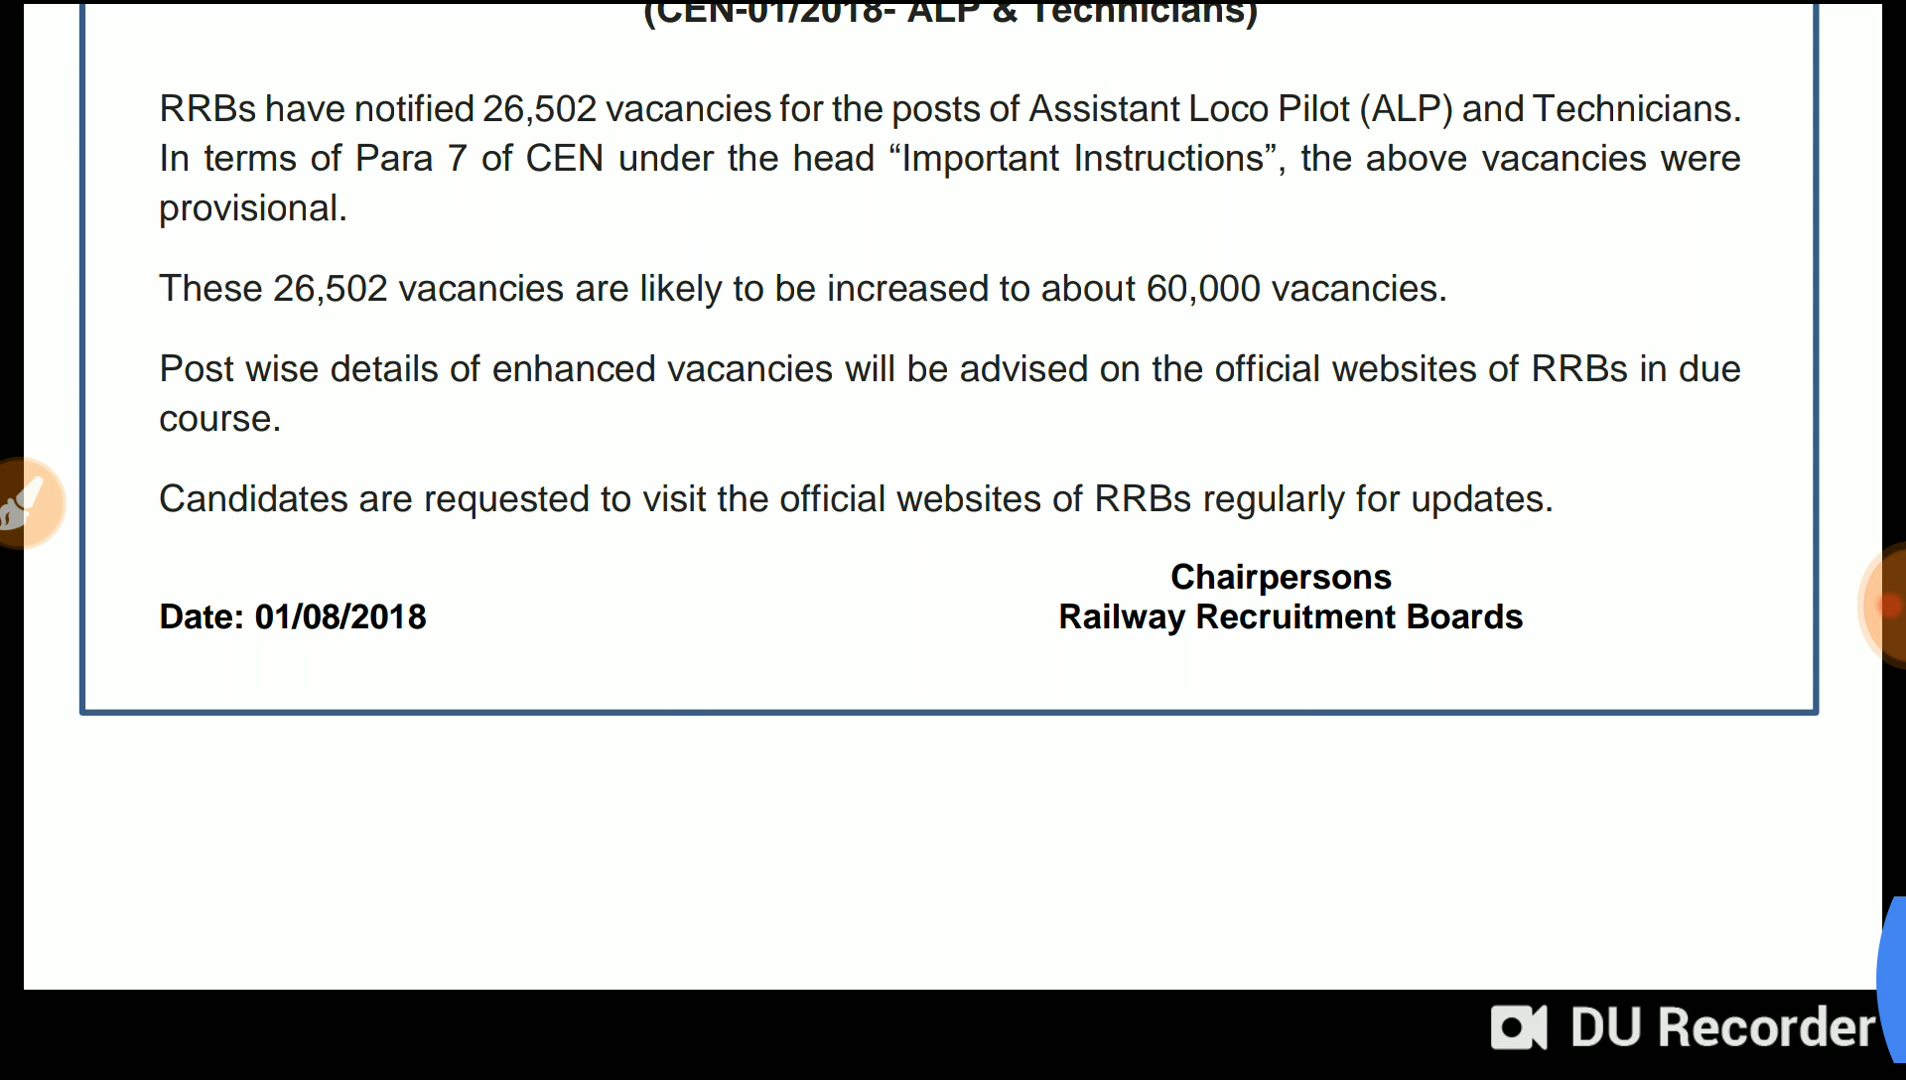 (CEN-01/2018- ALP & Technicians)
RRBs have notified 26,502 vacancies for the posts of Assistant Loco Pilot (ALP) and Technicians.
In terms of Para 7 of CEN under the head “Important Instructions”, the above vacancies were
provisional.
These 26,502 vacancies are likely to be increased to about 60,000 vacancies.
Post wise details of enhanced vacancies will be advised on the official websites of RRBs in due
course.
Candidates are requested to visit the official websites of RRBs regularly for updates.
Chairpersons
Date: 01/08/2018 Railway Recruitment Boards
DU Recorder